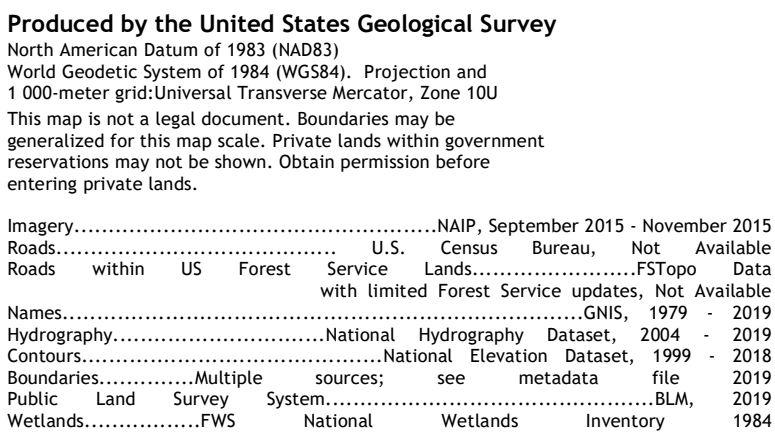 Produced by the United States Geological Survey
North American Datum of 1983 (NAD83)
World Geodetic System of 1984 (WGS84).  Projection and
1 000-meter grid:Universal Transverse Mercator, Zone 10U
This map is not a legal document. Boundaries may be
generalized for this map scale. Private lands within government
reservations may not be shown. Obtain permission before
entering private lands.
Imagery.....................................................NAIP, September 2015 - November 2015
Roads......................................... U.S. Census Bureau, Not Available
Roads within US Forest Service Lands........................FSTopo Data
with limited Forest Service updates, Not Available
Names............................................................................GNIS, 1979 - 2019
Hydrography...............................National Hydrography Dataset, 2004 - 2019
Contours............................................National Elevation Dataset, 1999 - 2018
Boundaries..............Multiple sources; see metadata file 2019
Public Land Survey System................................................BLM, 2019
Wetlands.................FWS National Wetlands Inventory 1984